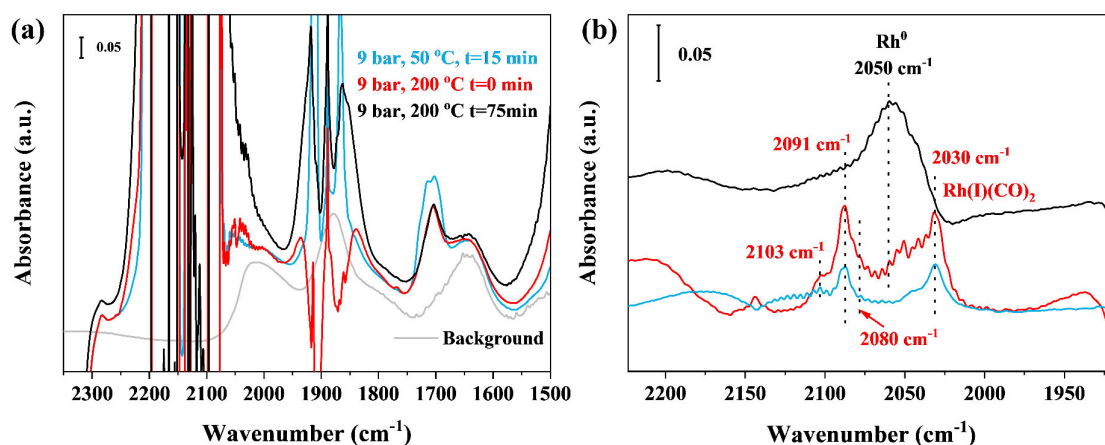 (a)
0.05
9 bar, 50 °C, t=15 min
9 bar, 200 °C t=0 min
9 bar, 200 °C t=75min
Background
Absorbance (a.u.)
2300 2200 2100 2000 1900 1800 1700 1600 1500
Wavenumber (cm⁻¹)
(b)
0.05
Rh⁰
2050 cm⁻¹
2091 cm⁻¹
2030 cm⁻¹
Rh(I)(CO)₂
2103 cm⁻¹
2080 cm⁻¹
Absorbance (a.u.)
2200 2150 2100 2050 2000 1950
Wavenumber (cm⁻¹)